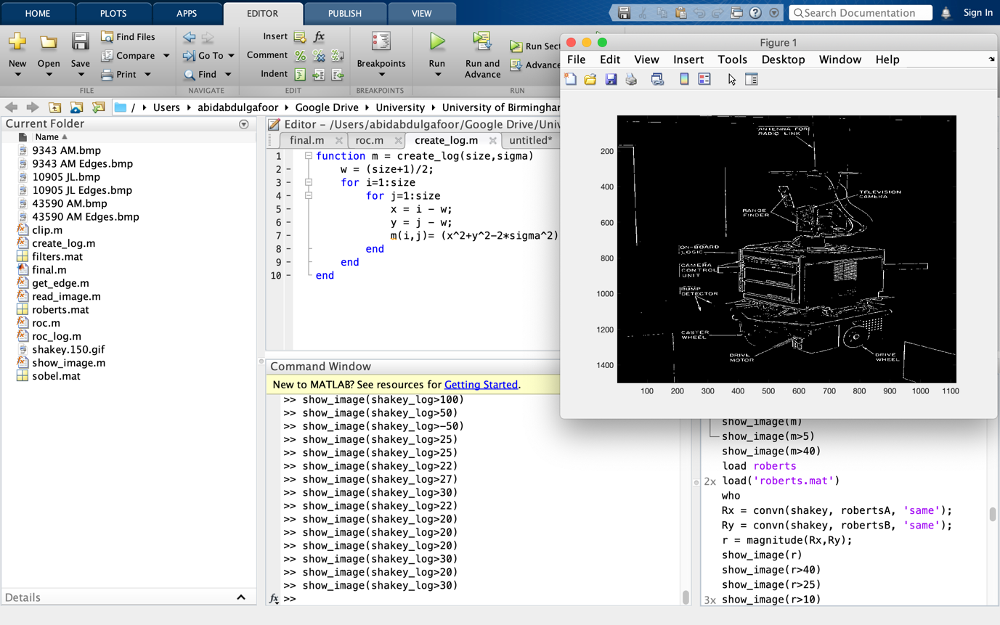 HOME PLOTS APPS EDITOR PUBLISH VIEW
Search Documentation
Sign In
New
Open
Save
Find Files
Compare
Print
FILE
Go To
Find
NAVIGATE
Insert
fx
Comment
Indent
EDIT
Breakpoints
BREAKPOINTS
Run
Run and
Advance
Run Sect
Advance
RUN
/ Users abidabdulgafoor Google Drive University University of Birmingham
Current Folder
Name
9343 AM.bmp
9343 AM Edges.bmp
10905 JL.bmp
10905 JL Edges.bmp
43590 AM.bmp
43590 AM Edges.bmp
clip.m
create_log.m
filters.mat
final.m
get_edge.m
read_image.m
roberts.mat
roc.m
roc_log.m
shakey.150.gif
show_image.m
sobel.mat
Details
Editor – /Users/abidabdulgafoor/Google Drive/Univ
final.m roc.m create_log.m untitled*
1 function m = create_log(size,sigma)
2 – w = (size+1)/2;
3 – for i=1:size
4 – for j=1:size
5 – x = i - w;
6 – y = j - w;
7 – m(i,j)= (x^2+y^2-2*sigma^2)
8 – end
9 – end
10 – end
Command Window
New to MATLAB? See resources for Getting Started.
>> show_image(shakey_log>100)
>> show_image(shakey_log>50)
>> show_image(shakey_log>-50)
>> show_image(shakey_log>25)
>> show_image(shakey_log>25)
>> show_image(shakey_log>22)
>> show_image(shakey_log>27)
>> show_image(shakey_log>30)
>> show_image(shakey_log>22)
>> show_image(shakey_log>20)
>> show_image(shakey_log>20)
>> show_image(shakey_log>20)
>> show_image(shakey_log>30)
>> show_image(shakey_log>20)
>> show_image(shakey_log>30)
fx >>
Figure 1
File Edit View Insert Tools Desktop Window Help
200
400
600
800
1000
1200
1400
100 200 300 400 500 600 700 800 900 1000 1100
ANTENNA FOR
RADIO LINK
TELEVISION
CAMERA
RANGE
FINDER
ON-BOARD
LOGIC
CAMERA
CONTROL
UNIT
BUMP
DETECTOR
CASTER
WHEEL
DRIVE
MOTOR
DRIVE
WHEEL
show_image(m)
show_image(m>5)
show_image(m>40)
load roberts
2x load('roberts.mat')
who
Rx = convn(shakey, robertsA, 'same');
Ry = convn(shakey, robertsB, 'same');
r = magnitude(Rx,Ry);
show_image(r)
show_image(r>40)
show_image(r>25)
3x show_image(r>10)